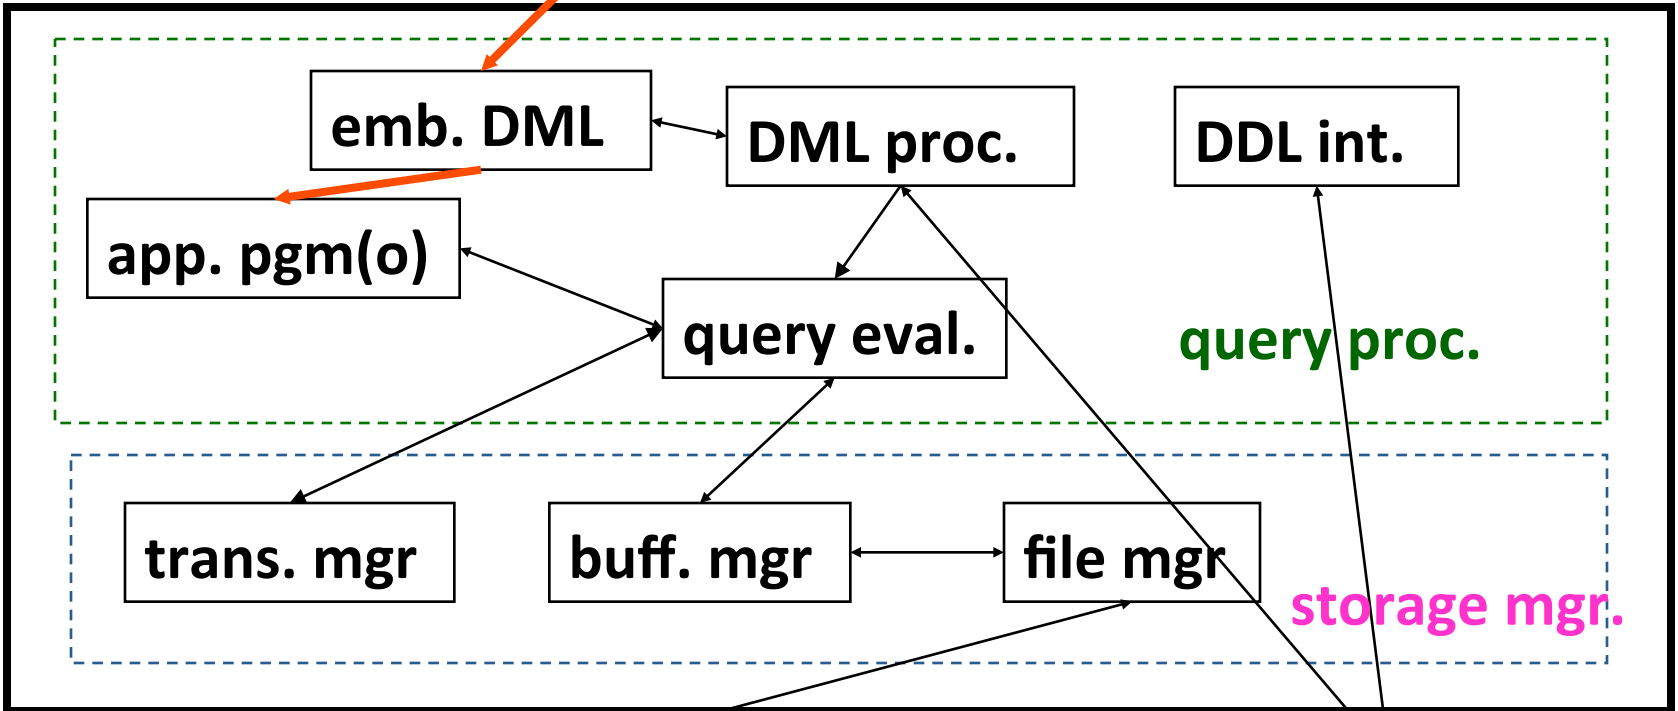 emb. DML
DML proc.
DDL int.
app. pgm(o)
query eval.
query proc.
trans. mgr
buff. mgr
file mgr
storage mgr.